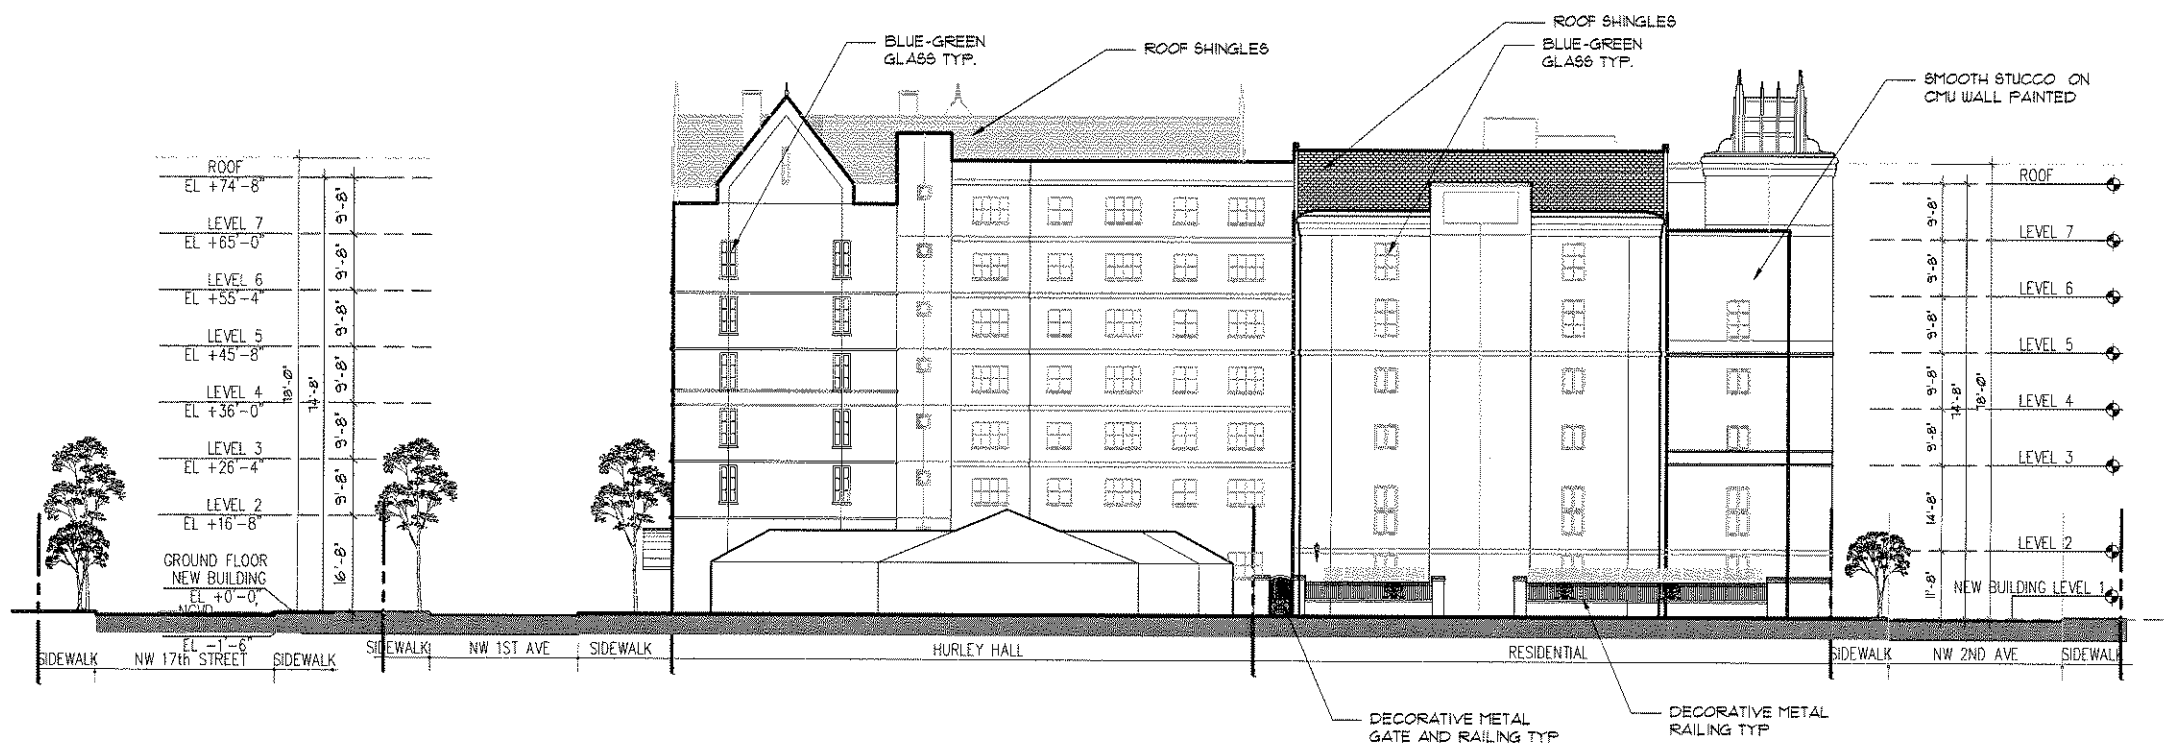 ROOF SHINGLES
BLUE-GREEN
GLASS TYP.
ROOF SHINGLES
BLUE-GREEN
GLASS TYP.
SMOOTH STUCCO ON
CMU WALL PAINTED
ROOF
EL +74'-8"
LEVEL 7
EL +65'-0"
LEVEL 6
EL +55'-4"
LEVEL 5
EL +45'-8"
LEVEL 4
EL +36'-0"
LEVEL 3
EL +26'-4"
LEVEL 2
EL +16'-8"
GROUND FLOOR
NEW BUILDING
EL +0'-0",
NGVD
EL -1'-6"
9'-8"
9'-8"
9'-8"
9'-8"
9'-8"
9'-8"
16'-8"
74'-8"
78'-0"
ROOF
LEVEL 7
LEVEL 6
LEVEL 5
LEVEL 4
LEVEL 3
LEVEL 2
NEW BUILDING LEVEL 1
9'-8"
9'-8"
9'-8"
9'-8"
9'-8"
14'-8"
11'-8"
74'-8"
78'-0"
SIDEWALK
NW 17th STREET
SIDEWALK
SIDEWALK
NW 1ST AVE
SIDEWALK
HURLEY HALL
RESIDENTIAL
SIDEWALK
NW 2ND AVE
SIDEWALK
DECORATIVE METAL
GATE AND RAILING TYP
DECORATIVE METAL
RAILING TYP